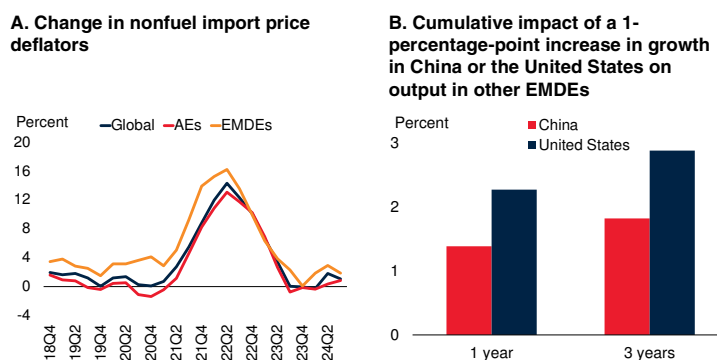 A. Change in nonfuel import price
deflators
Percent
Global AEs EMDEs
20
16
12
8
4
0
-4
18Q4
19Q2
19Q4
20Q2
20Q4
21Q2
21Q4
22Q2
22Q4
23Q2
23Q4
24Q2
B. Cumulative impact of a 1-
percentage-point increase in growth
in China or the United States on
output in other EMDEs
Percent
China
United States
3
2
1
0
1 year 3 years